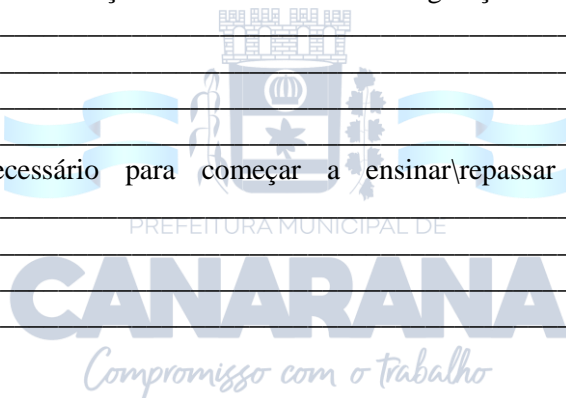 ecessário para começar a ensinar\repassar
PREFEITURA MUNICIPAL DE
CANARANA
Compromisso com o trabalho